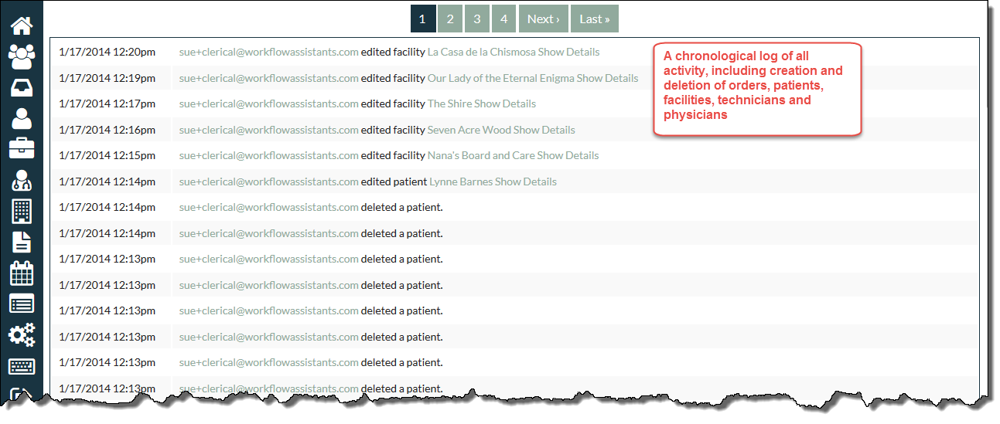 1 2 3 4 Next › Last »
1/17/2014 12:20pm sue+clerical@workflowassistants.com edited facility La Casa de la Chismosa Show Details
1/17/2014 12:19pm sue+clerical@workflowassistants.com edited facility Our Lady of the Eternal Enigma Show Details
1/17/2014 12:17pm sue+clerical@workflowassistants.com edited facility The Shire Show Details
1/17/2014 12:16pm sue+clerical@workflowassistants.com edited facility Seven Acre Wood Show Details
1/17/2014 12:15pm sue+clerical@workflowassistants.com edited facility Nana's Board and Care Show Details
1/17/2014 12:14pm sue+clerical@workflowassistants.com edited patient Lynne Barnes Show Details
1/17/2014 12:14pm sue+clerical@workflowassistants.com deleted a patient.
1/17/2014 12:14pm sue+clerical@workflowassistants.com deleted a patient.
1/17/2014 12:13pm sue+clerical@workflowassistants.com deleted a patient.
1/17/2014 12:13pm sue+clerical@workflowassistants.com deleted a patient.
1/17/2014 12:13pm sue+clerical@workflowassistants.com deleted a patient.
1/17/2014 12:13pm sue+clerical@workflowassistants.com deleted a patient.
1/17/2014 12:13pm sue+clerical@workflowassistants.com deleted a patient.
1/17/2014 12:13pm sue+clerical@workflowassistants.com deleted a patient.
A chronological log of all
activity, including creation and
deletion of orders, patients,
facilities, technicians and
physicians